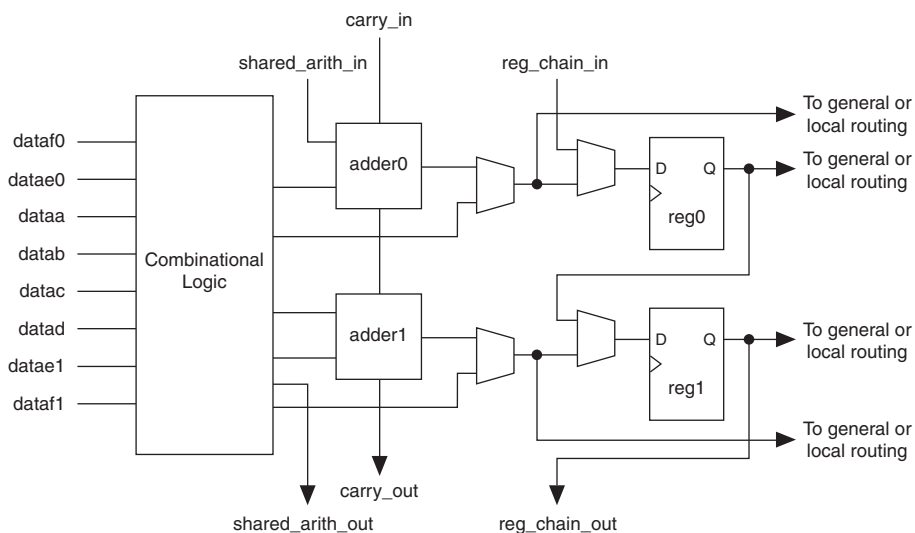 carry_in
shared_arith_in
reg_chain_in
To general or
local routing
dataf0
datae0
dataa
datab
datac
datad
datae1
dataf1
Combinational
Logic
adder0
D
Q
reg0
To general or
local routing
adder1
D
Q
reg1
To general or
local routing
To general or
local routing
carry_out
shared_arith_out
reg_chain_out